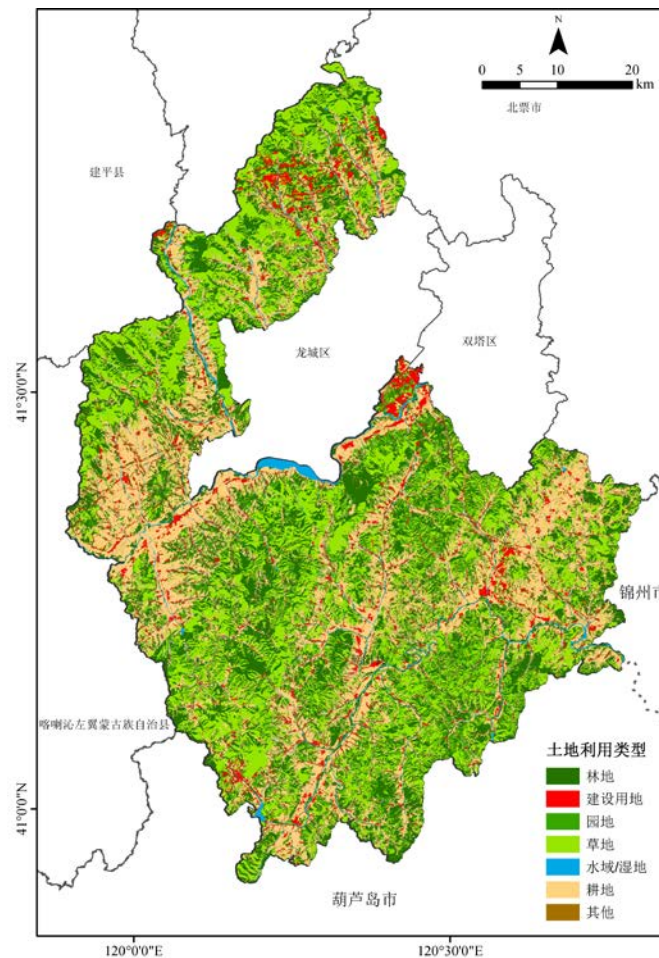 N
0 5 10 20
km
北票市
建平县
龙城区
双塔区
41°30'0"N
锦州市
喀喇沁左翼蒙古族自治县
土地利用类型
林地
建设用地
园地
草地
水域/湿地
耕地
其他
41°0'0"N
葫芦岛市
120°0'0"E
120°30'0"E